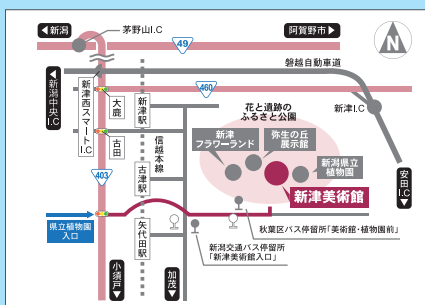 ◀新潟
茅野山I.C
49
阿賀野市▶
N
磐越自動車道
◀新潟中央I.C
新津西スマートI.C
大鹿
新津駅
460
花と遺跡の
ふるさと公園
新津I.C
古田
信越本線
新津
フラワーランド
弥生の丘
展示館
新潟県立
植物園
403
古津駅
新津美術館
安田I.C▶
県立植物園
入口
矢代田駅
秋葉区バス停留所「美術館・植物園前」
新潟交通バス停留所
「新津美術館入口」
小須戸▶
加茂▶